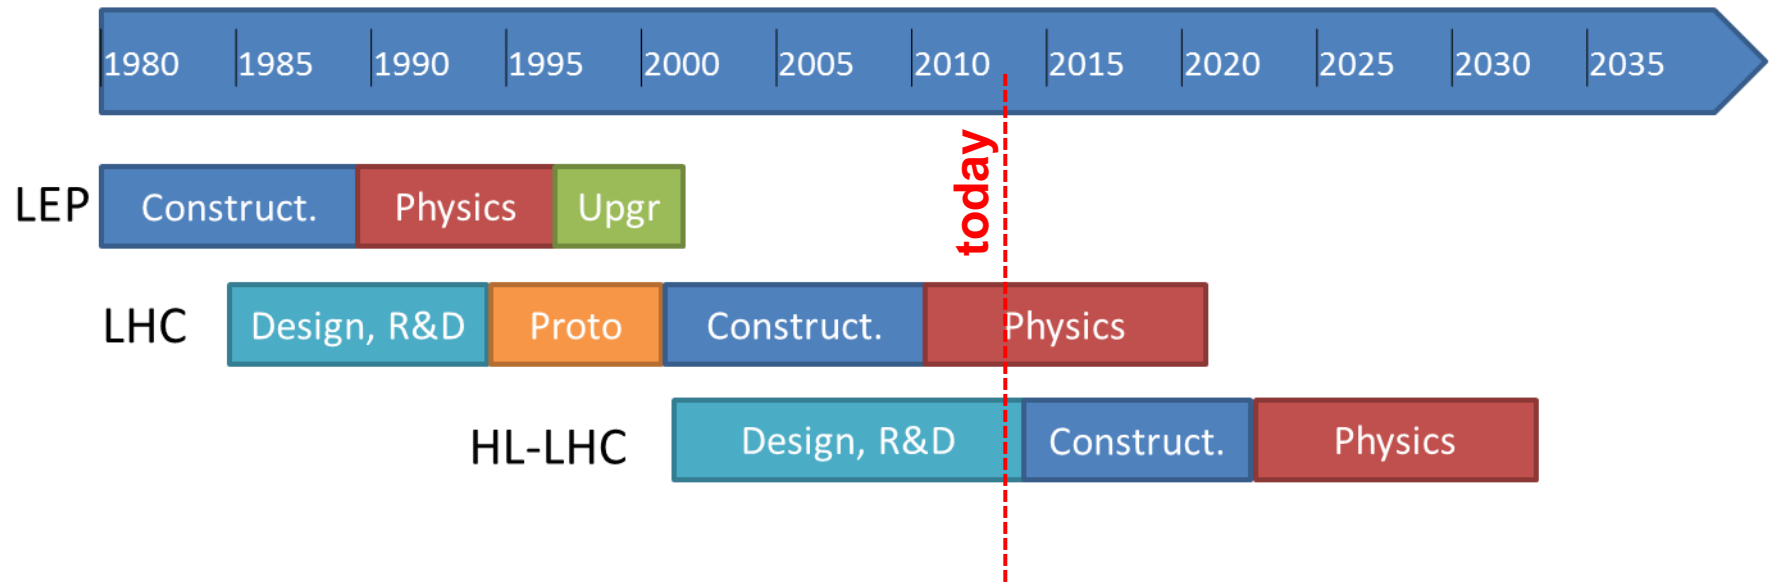 1980 1985 1990 1995 2000 2005 2010 2015 2020 2025 2030 2035
today
LEP Construct. Physics Upgr
LHC Design, R&D Proto Construct. Physics
HL-LHC Design, R&D Construct. Physics